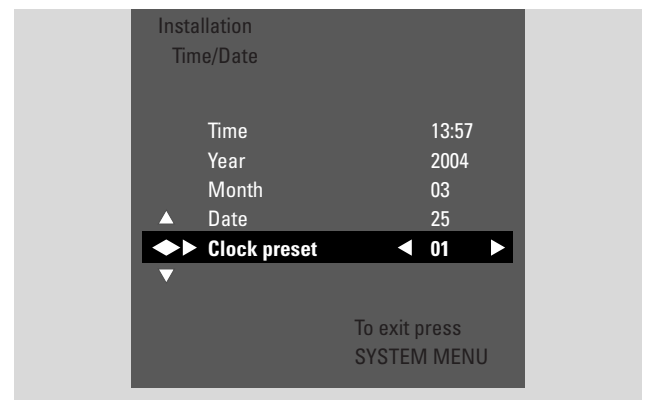 Installation
Time/Date
Time 13:57
Year 2004
Month 03
Date 25
Clock preset 01
To exit press
SYSTEM MENU